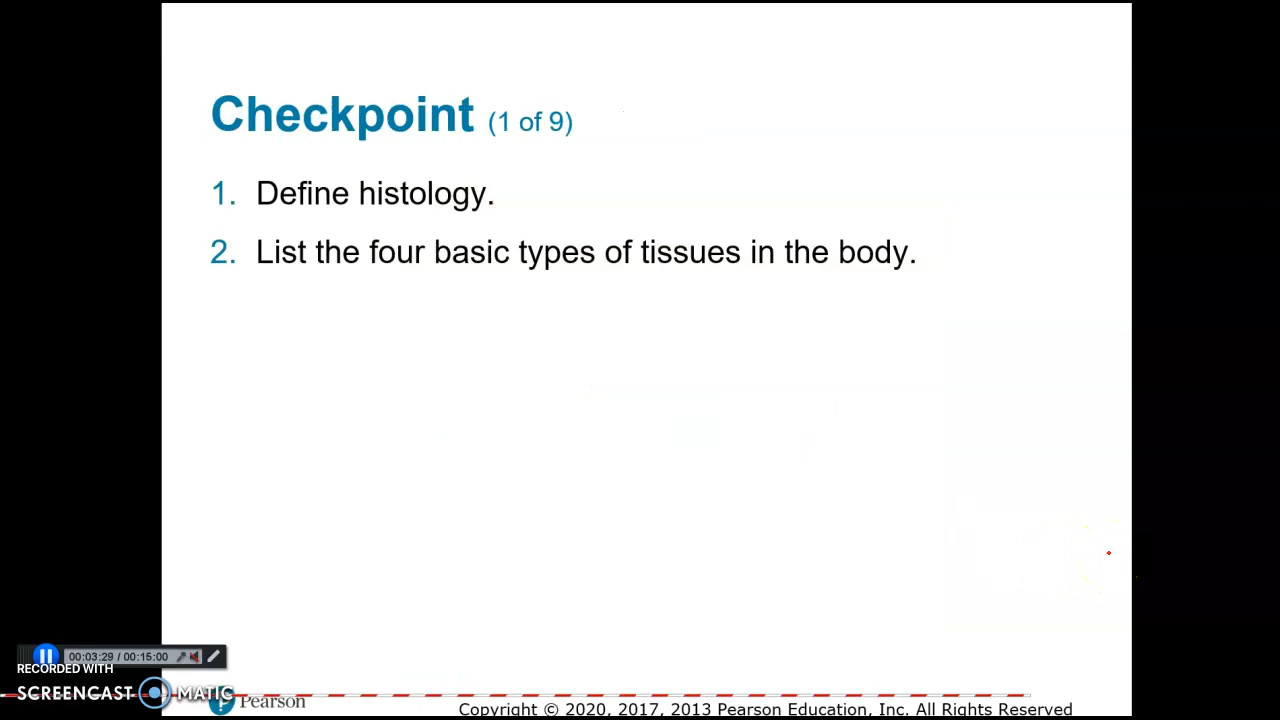 Checkpoint (1 of 9)
1. Define histology.
2. List the four basic types of tissues in the body.
00:03:29 / 00:15:00
RECORDED WITH
SCREENCAST MATIC
Pearson
Copyright © 2020, 2017, 2013 Pearson Education, Inc. All Rights Reserved